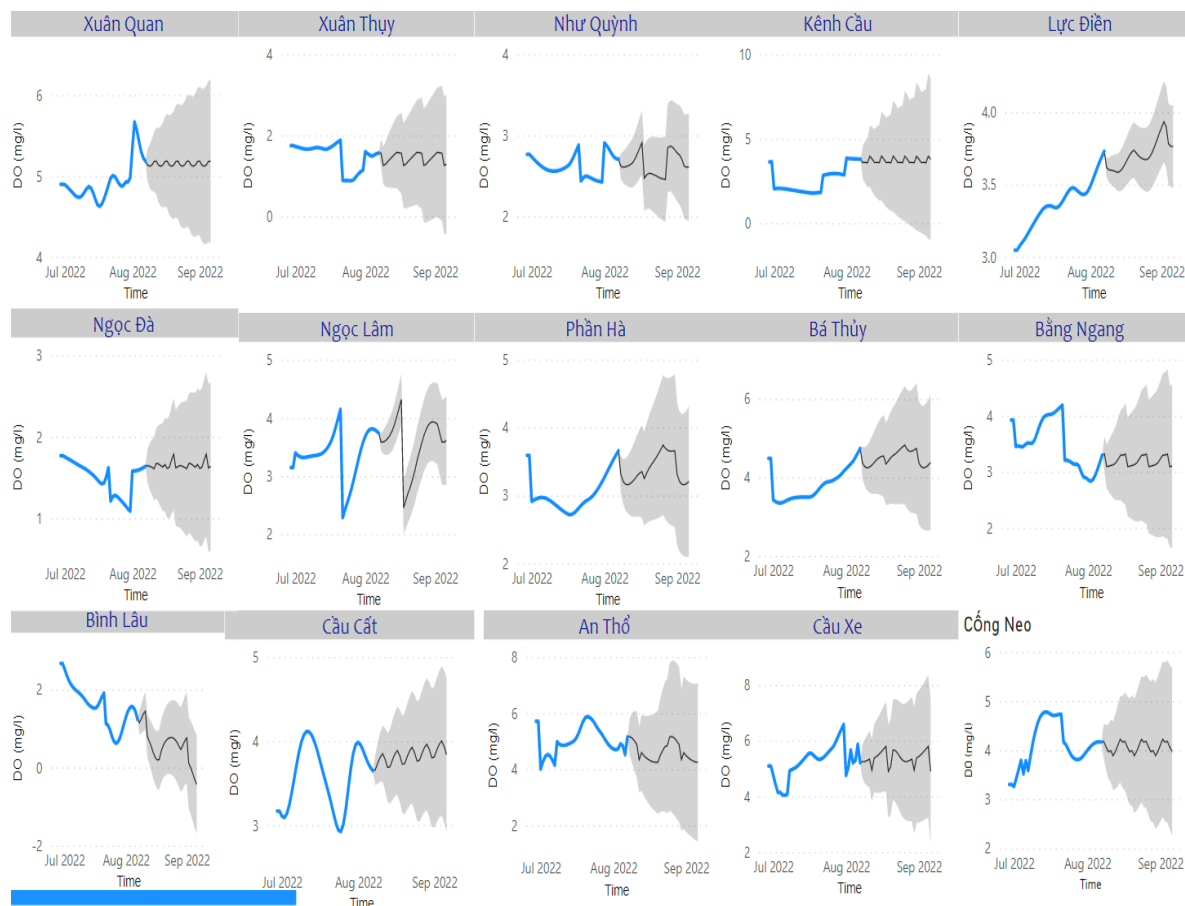 Xuân Quan
DO (mg/l)
6
5
4
Jul 2022 Aug 2022 Sep 2022
Time
Xuân Thụy
DO (mg/l)
4
2
0
Jul 2022 Aug 2022 Sep 2022
Time
Như Quỳnh
DO (mg/l)
4
3
2
Jul 2022 Aug 2022 Sep 2022
Time
Kênh Cầu
DO (mg/l)
10
5
0
Jul 2022 Aug 2022 Sep 2022
Time
Lực Điền
DO (mg/l)
4.0
3.5
3.0
Jul 2022 Aug 2022 Sep 2022
Time
Ngọc Đà
DO (mg/l)
3
2
1
Jul 2022 Aug 2022 Sep 2022
Time
Ngọc Lâm
DO (mg/l)
5
4
3
2
Jul 2022 Aug 2022 Sep 2022
Time
Phần Hà
DO (mg/l)
5
4
3
2
Jul 2022 Aug 2022 Sep 2022
Time
Bá Thủy
DO (mg/l)
6
4
2
Jul 2022 Aug 2022 Sep 2022
Time
Bằng Ngang
DO (mg/l)
5
4
3
2
Jul 2022 Aug 2022 Sep 2022
Time
Bình Lâu
DO (mg/l)
2
0
-2
Jul 2022 Aug 2022 Sep 2022
Time
Cầu Cất
DO (mg/l)
5
4
3
Jul 2022 Aug 2022 Sep 2022
Time
An Thổ
DO (mg/l)
8
6
4
2
Jul 2022 Aug 2022 Sep 2022
Time
Cầu Xe
DO (mg/l)
8
6
4
2
Jul 2022 Aug 2022 Sep 2022
Time
Cống Neo
DO (mg/l)
6
5
4
3
2
Jul 2022 Aug 2022 Sep 2022
Time